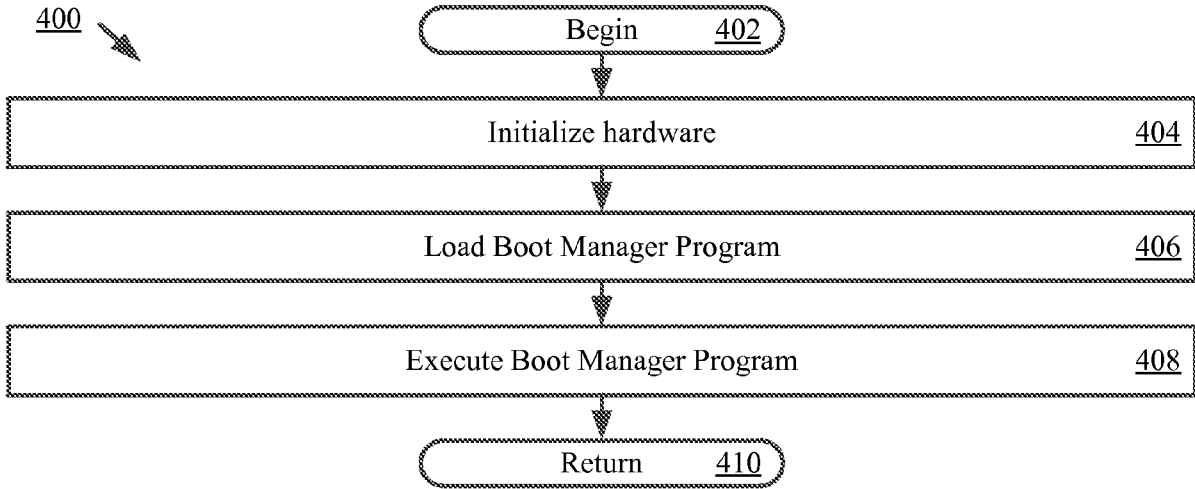 400
Begin 402
Initialize hardware 404
Load Boot Manager Program 406
Execute Boot Manager Program 408
Return 410